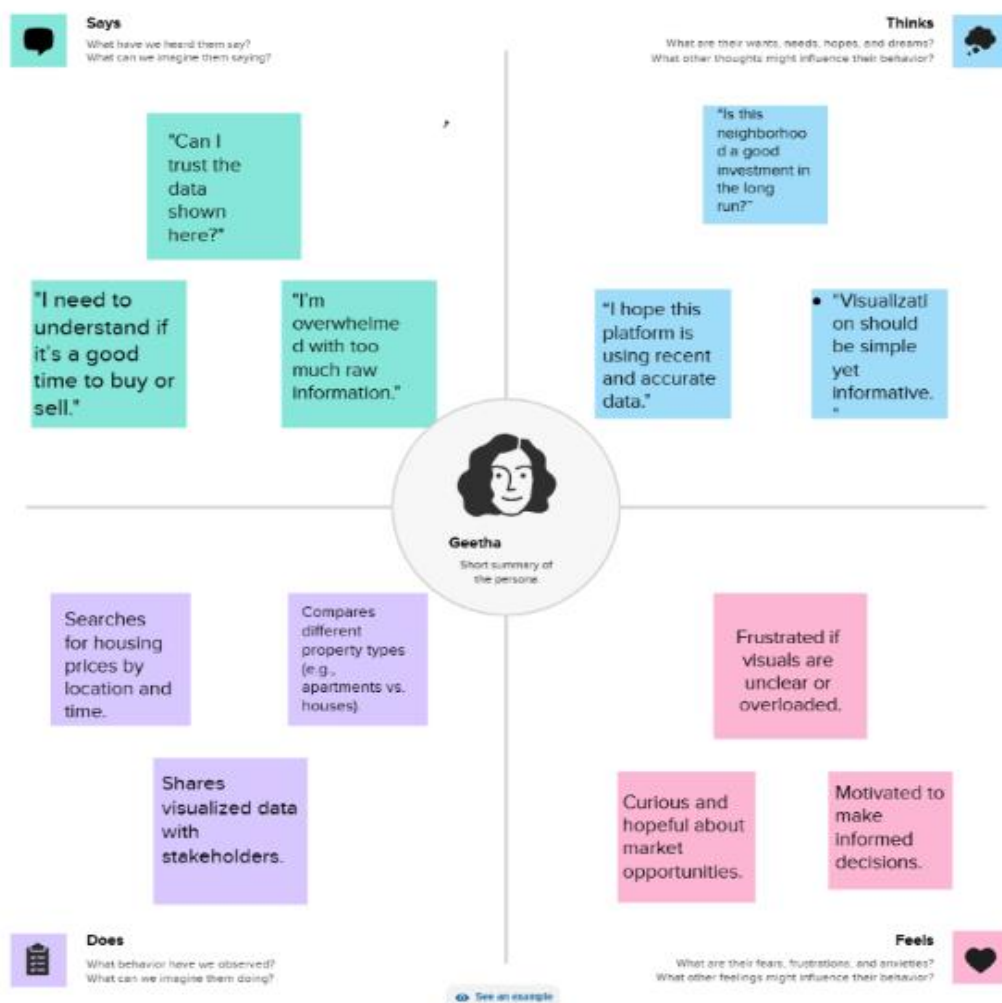 Says
What have we heard them say?
What can we imagine them saying?
Thinks
What are their wants, needs, hopes, and dreams?
What other thoughts might influence their behavior?
"Can I
trust the
data
shown
here?"
,
"Is this
neighborhoo
d a good
investment in
the long
run?"
"I need to
understand if
it's a good
time to buy or
sell."
"I'm
overwhelme
d with too
much raw
information."
"I hope this
platform is
using recent
and accurate
data."
• "Visualizati
on should
be simple
yet
informative.
"
Geetha
Short summary of
the persona
Searches
for housing
prices by
location and
time.
Compares
different
property types
(e.g.,
apartments vs.
houses).
Shares
visualized data
with
stakeholders.
Frustrated if
visuals are
unclear or
overloaded.
Curious and
hopeful about
market
opportunities.
Motivated to
make
informed
decisions.
Does
What behavior have we observed?
What can we imagine them doing?
Feels
What are their fears, frustrations, and anxieties?
What other feelings might influence their behavior?
See an example